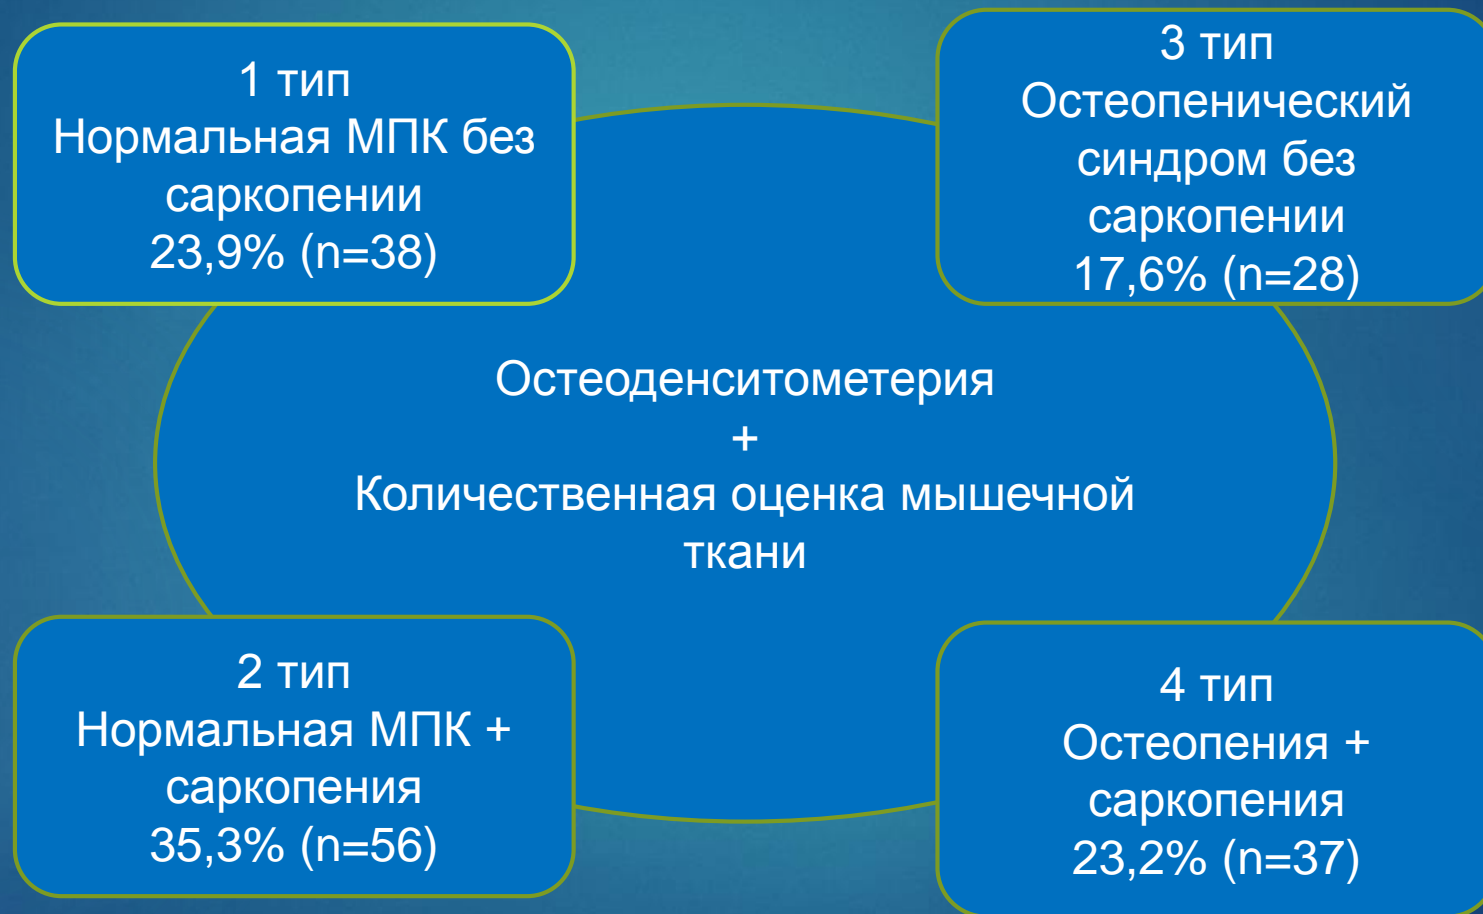 1 тип
Нормальная МПК без
саркопении
23,9% (n=38)
3 тип
Остеопенический
синдром без
саркопении
17,6% (n=28)
Остеоденситометерия
+
Количественная оценка мышечной
ткани
2 тип
Нормальная МПК +
саркопения
35,3% (n=56)
4 тип
Остеопения +
саркопения
23,2% (n=37)